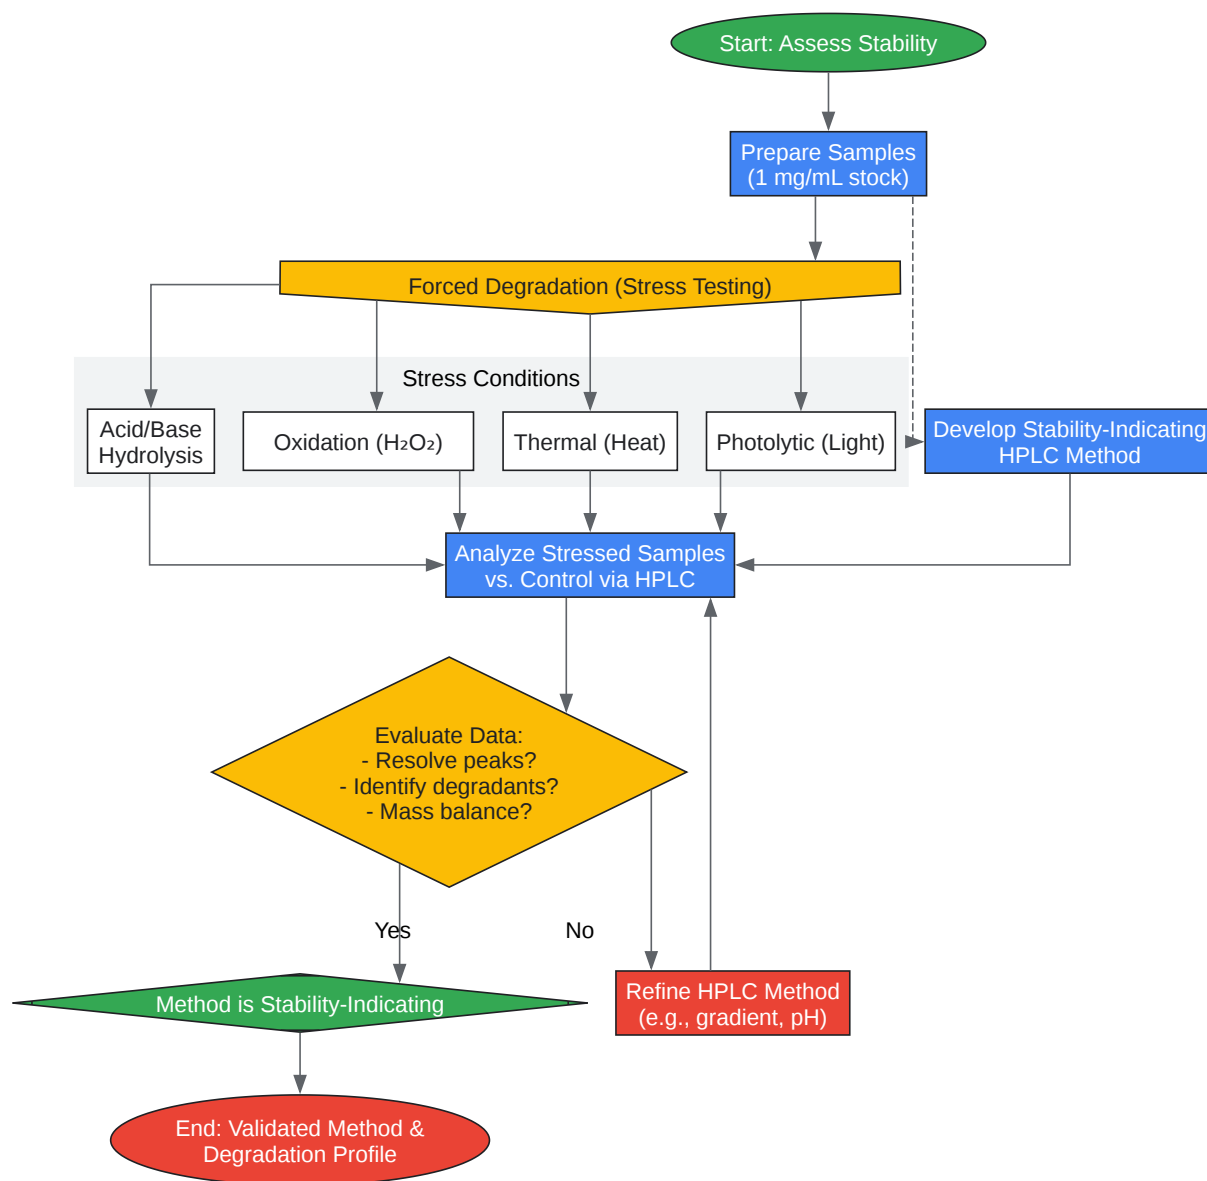 Start: Assess Stability
Prepare Samples
(1 mg/mL stock)
Forced Degradation (Stress Testing)
Stress Conditions
Acid/Base
Hydrolysis
Oxidation (H₂O₂)
Thermal (Heat)
Photolytic (Light)
Develop Stability-Indicating
HPLC Method
Analyze Stressed Samples
vs. Control via HPLC
Evaluate Data:
- Resolve peaks?
- Identify degradants?
- Mass balance?
Yes
No
Method is Stability-Indicating
Refine HPLC Method
(e.g., gradient, pH)
End: Validated Method &
Degradation Profile